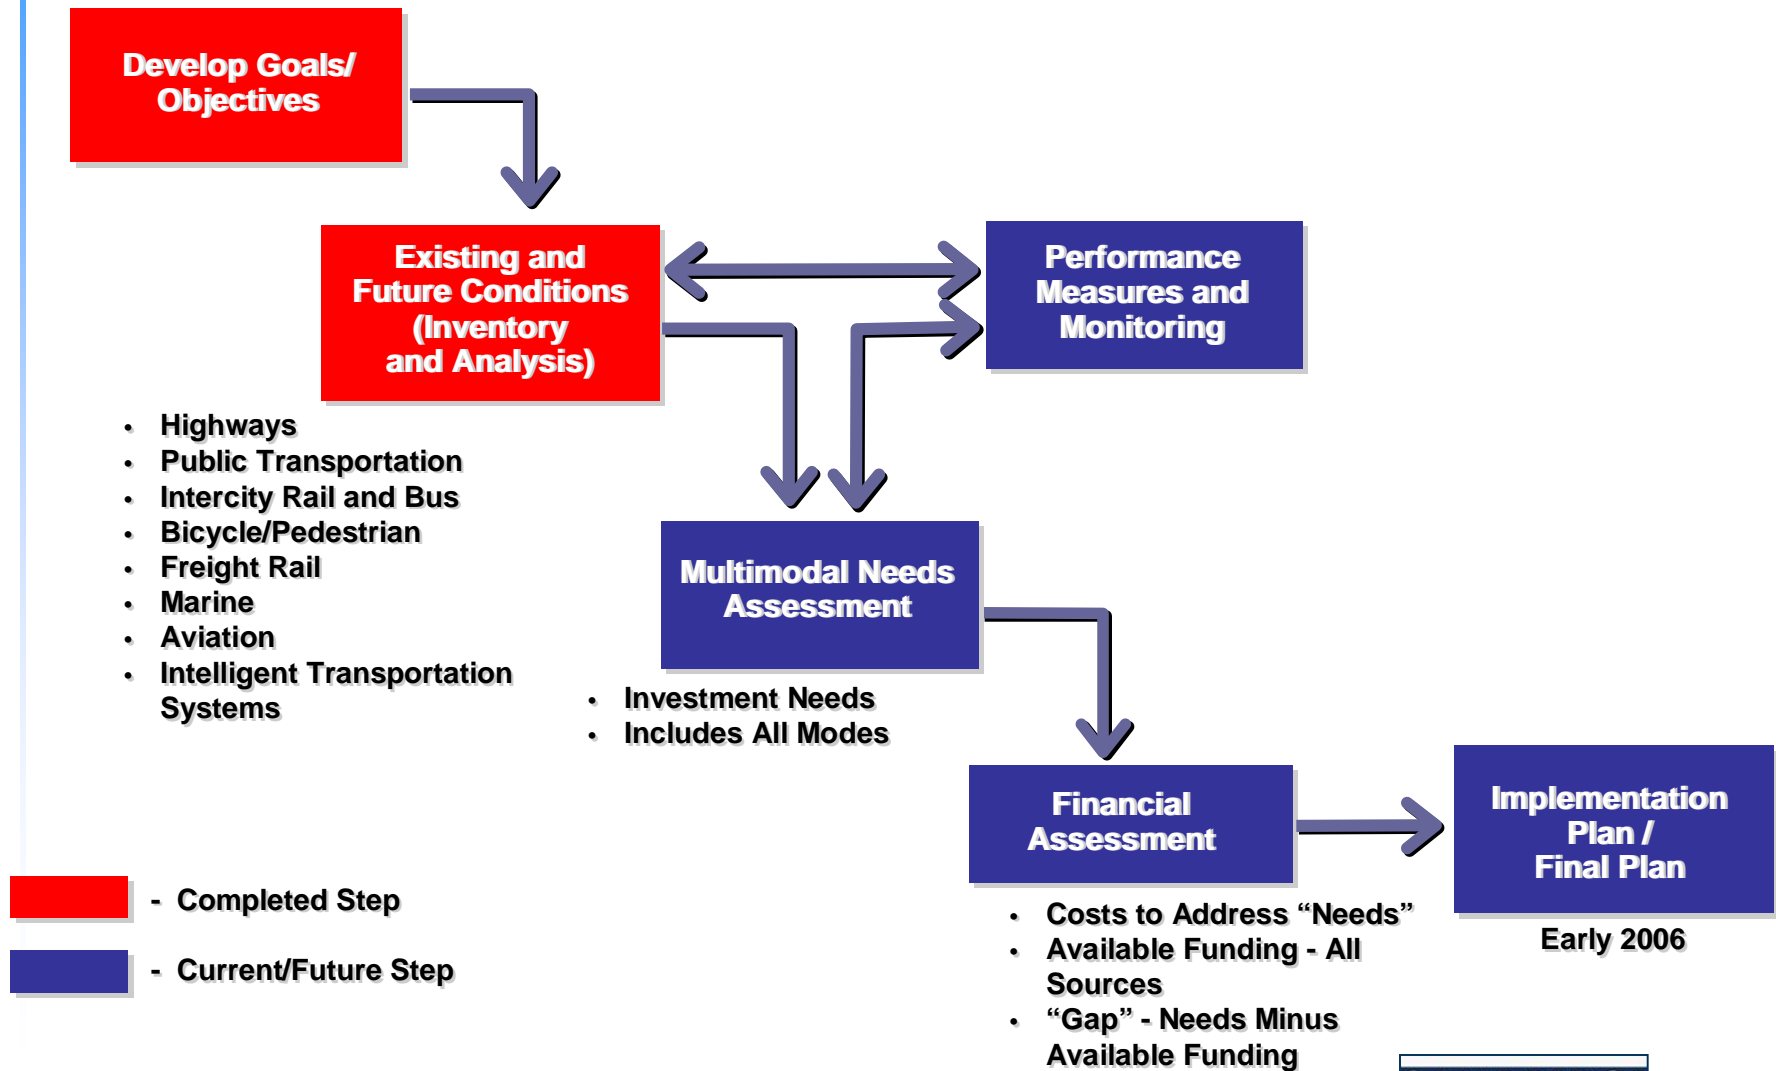 Develop Goals/
Objectives
Existing and
Future Conditions
(Inventory
and Analysis)
Performance
Measures and
Monitoring
• Highways
• Public Transportation
• Intercity Rail and Bus
• Bicycle/Pedestrian
• Freight Rail
• Marine
• Aviation
• Intelligent Transportation
Systems
Multimodal Needs
Assessment
• Investment Needs
• Includes All Modes
Financial
Assessment
• Costs to Address “Needs”
• Available Funding - All
Sources
• “Gap” - Needs Minus
Available Funding
Implementation
Plan /
Final Plan
Early 2006
- Completed Step
- Current/Future Step